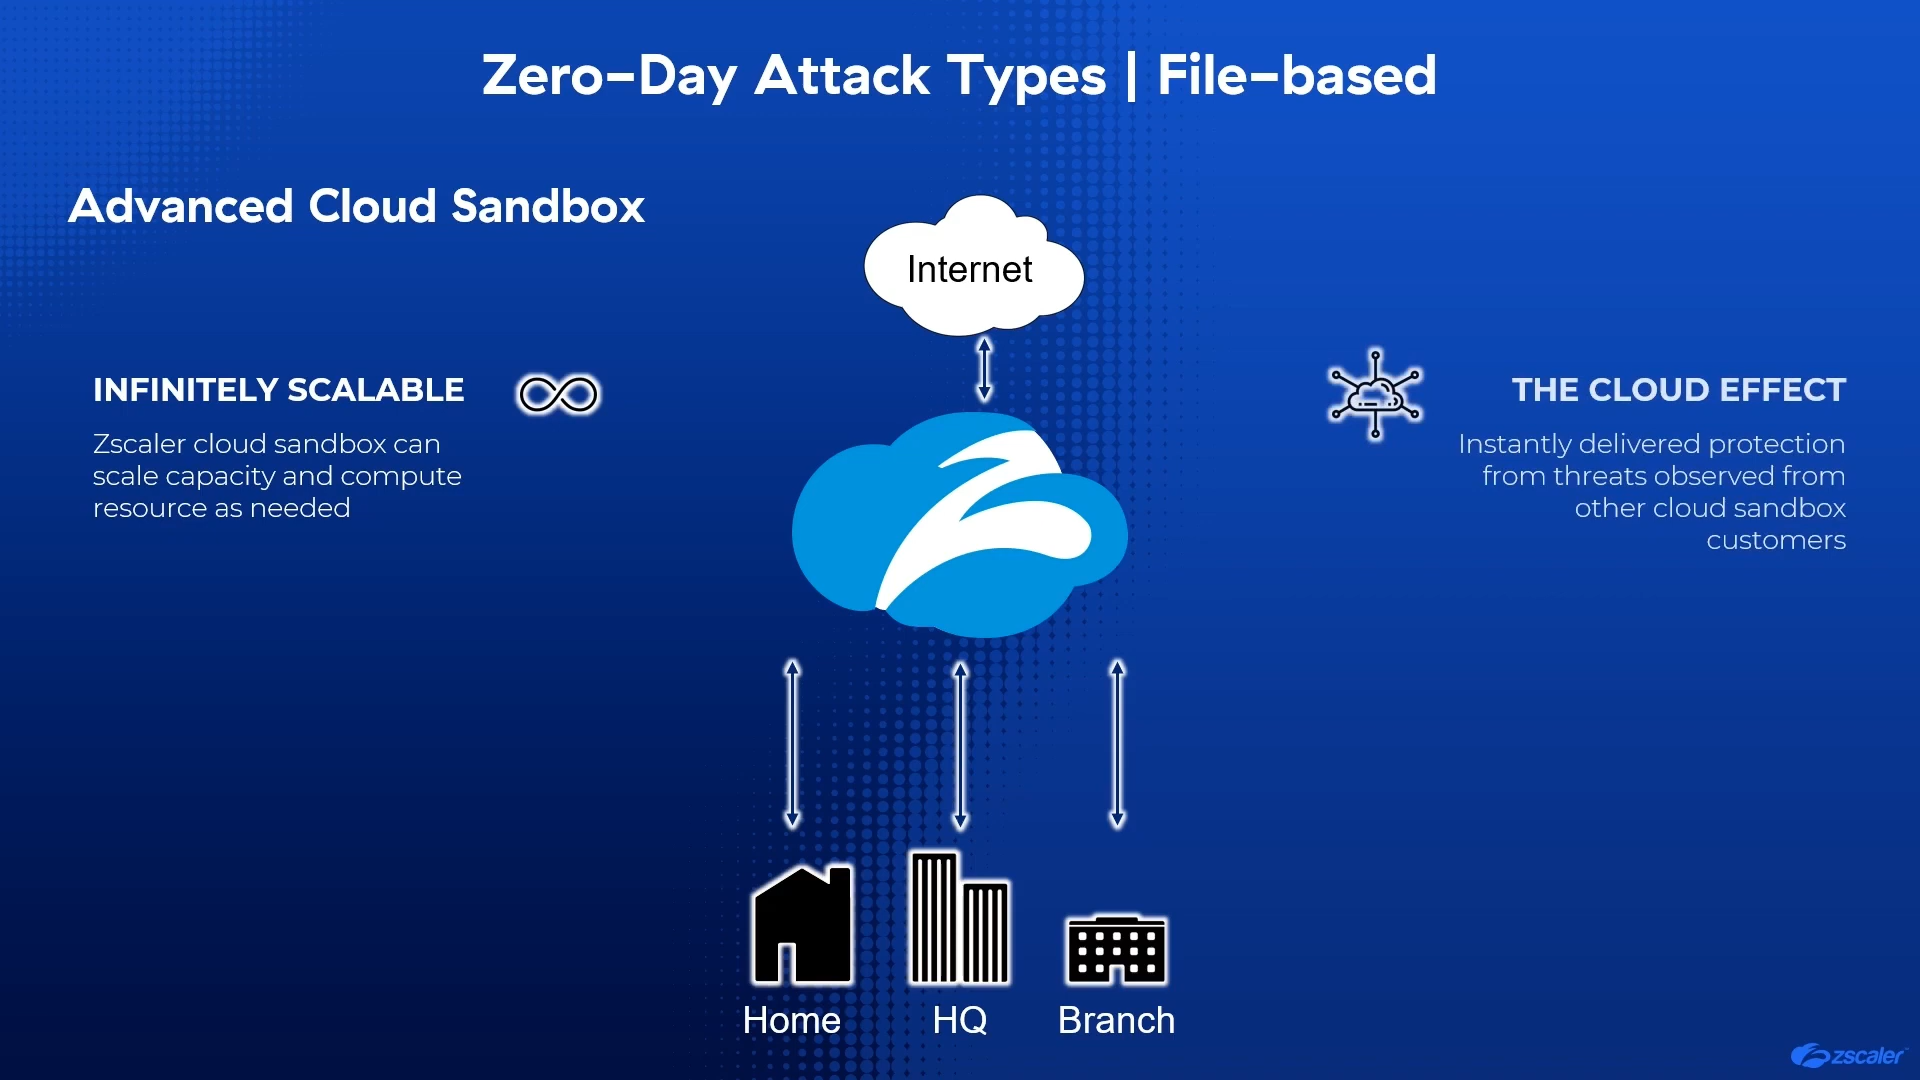 Zero-Day Attack Types | File-based
Advanced Cloud Sandbox
Internet
INFINITELY SCALABLE
Zscaler cloud sandbox can
scale capacity and compute
resource as needed
THE CLOUD EFFECT
Instantly delivered protection
from threats observed from
other cloud sandbox
customers
Home
HQ
Branch
zscaler™